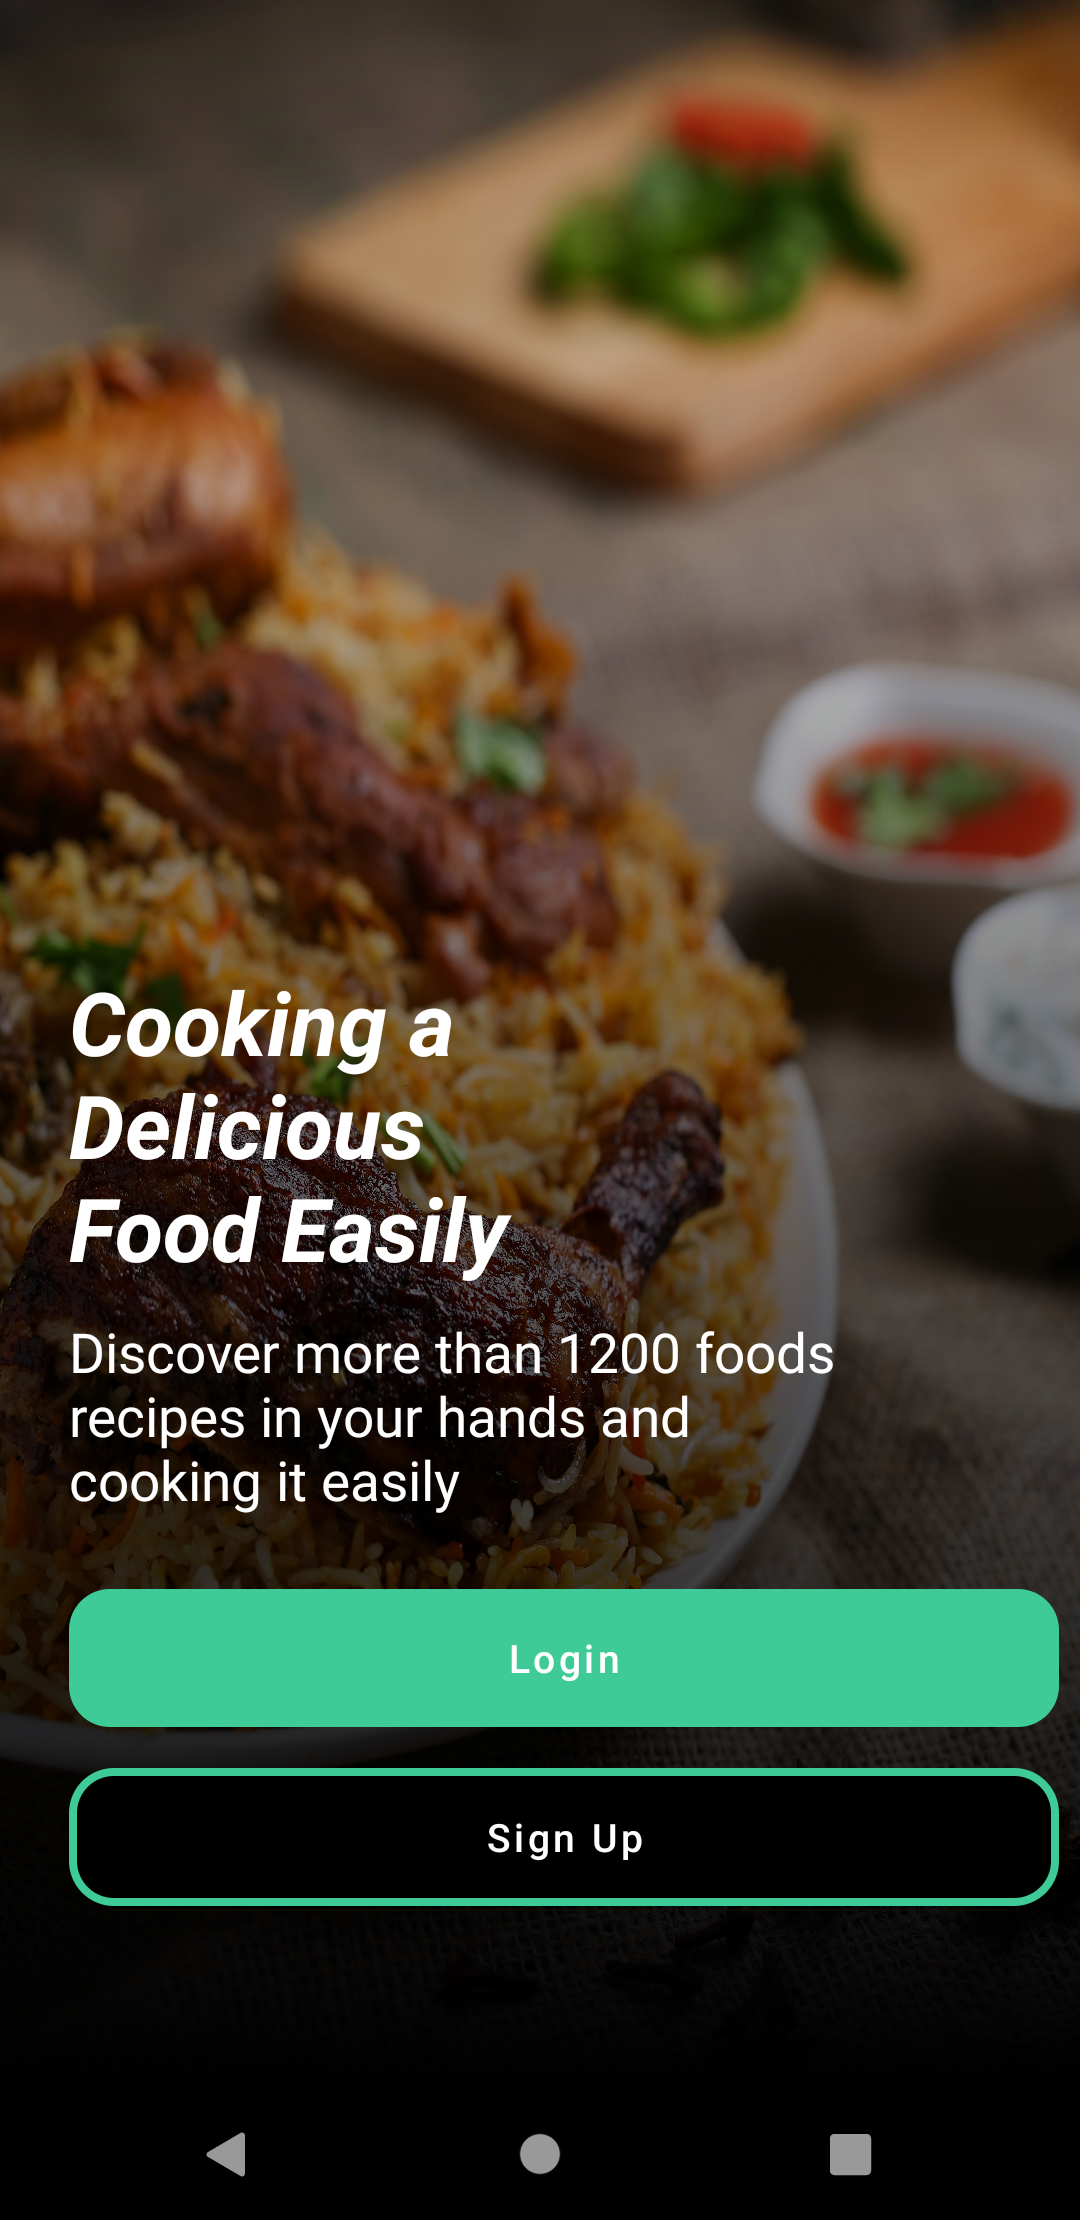 Cooking a
Delicious
Food Easily
Discover more than 1200 foods
recipes in your hands and
cooking it easily
Login
Sign Up